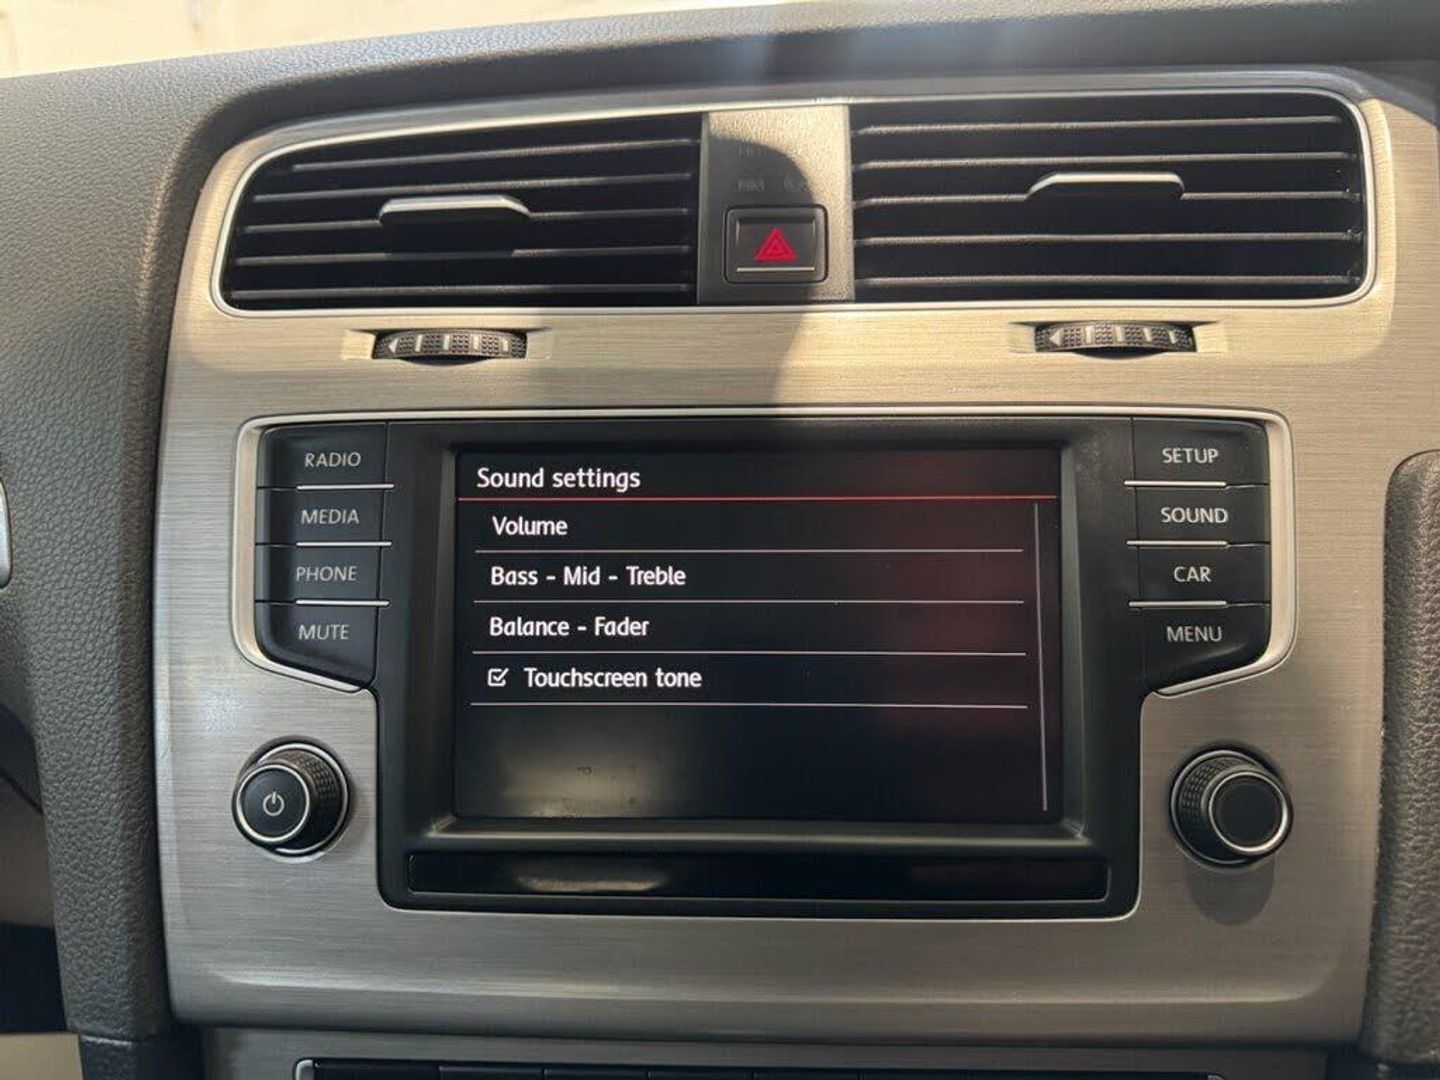 RADIO
MEDIA
PHONE
MUTE
Sound settings
Volume
Bass - Mid - Treble
Balance - Fader
Touchscreen tone
SETUP
SOUND
CAR
MENU